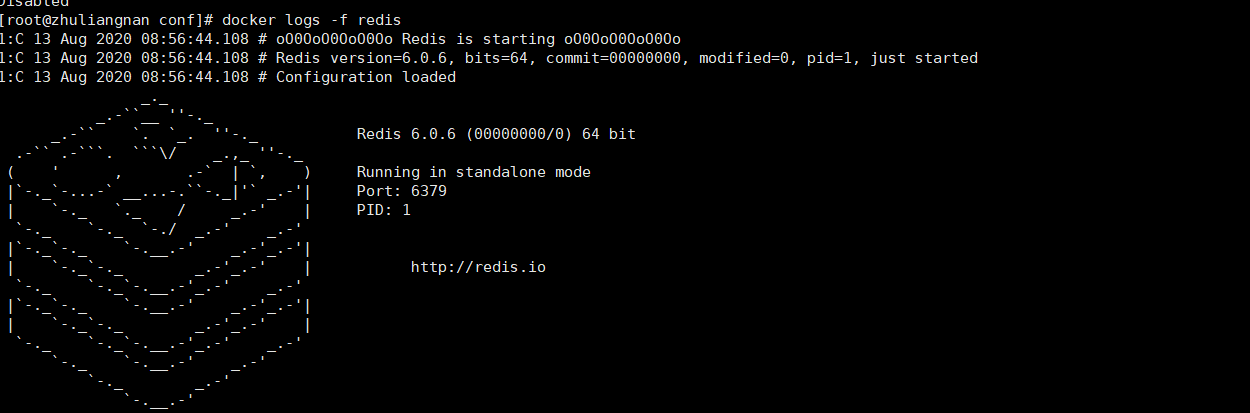 Disabled
[root@zhuliangnan conf]# docker logs -f redis
1:C 13 Aug 2020 08:56:44.108 # oO0OoO0OoO0Oo Redis is starting oO0OoO0OoO0Oo
1:C 13 Aug 2020 08:56:44.108 # Redis version=6.0.6, bits=64, commit=00000000, modified=0, pid=1, just started
1:C 13 Aug 2020 08:56:44.108 # Configuration loaded
Redis 6.0.6 (00000000/0) 64 bit
Running in standalone mode
Port: 6379
PID: 1
http://redis.io